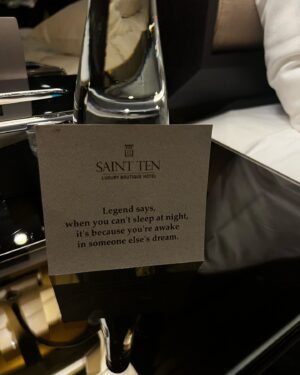 SAINT TEN
LUXURY BOUTIQUE HOTEL
Legend says,
when you can't sleep at night,
it's because you're awake
in someone else's dream.